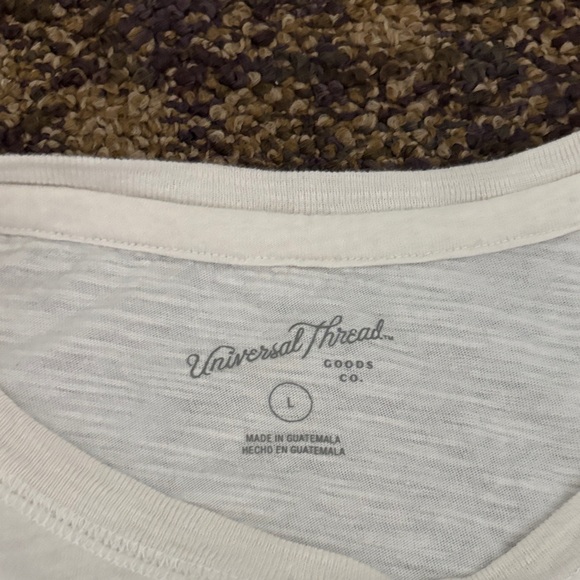 Universal Thread™
GOODS
CO.
L
MADE IN GUATEMALA
HECHO EN GUATEMALA